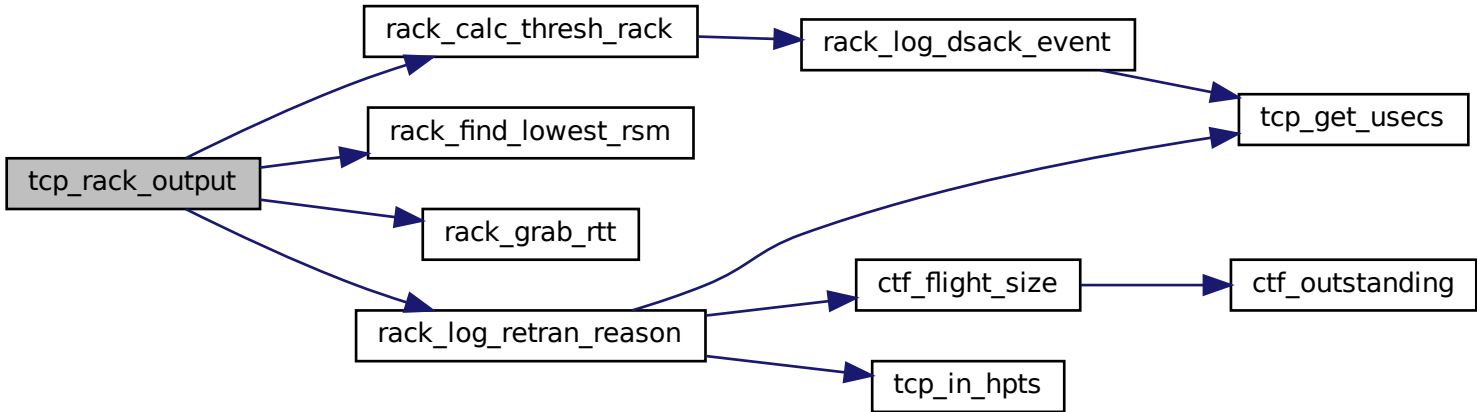 rack_calc_thresh_rack
rack_log_dsack_event
tcp_get_usecs
rack_find_lowest_rsm
tcp_rack_output
rack_grab_rtt
ctf_flight_size
ctf_outstanding
rack_log_retran_reason
tcp_in_hpts